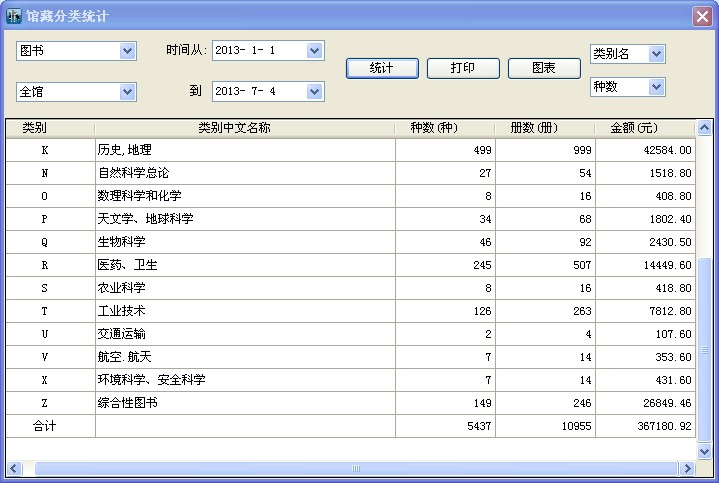 馆藏分类统计
图书 时间从: 2013- 1- 1 统计 打印 图表 类别名
全馆 到 2013- 7- 4 种数
类别 类别中文名称 种数(种) 册数(册) 金额(元)
K 历史,地理 499 999 42584.00
N 自然科学总论 27 54 1518.80
O 数理科学和化学 8 16 408.80
P 天文学、地球科学 34 68 1802.40
Q 生物科学 46 92 2430.50
R 医药、卫生 245 507 14449.60
S 农业科学 8 16 418.80
T 工业技术 126 263 7812.80
U 交通运输 2 4 107.60
V 航空.航天 7 14 353.60
X 环境科学、安全科学 7 14 431.60
Z 综合性图书 149 246 26849.46
合计 5437 10955 367180.92